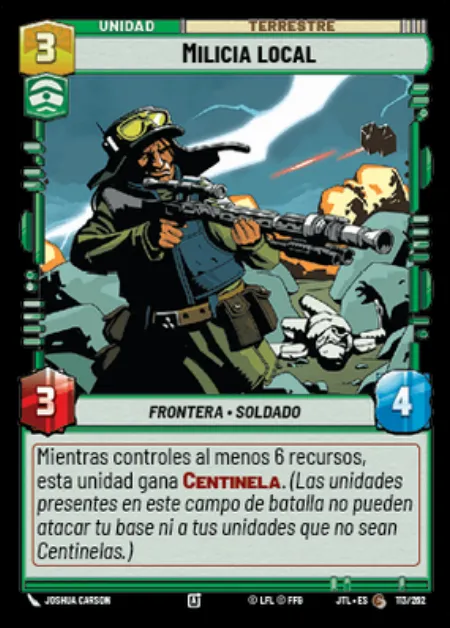 UNIDAD
TERRESTRE
3
MILICIA LOCAL
3
FRONTERA • SOLDADO
4
Mientras controles al menos 6 recursos,
esta unidad gana CENTINELA. (Las unidades
presentes en este campo de batalla no pueden
atacar tu base ni a tus unidades que no sean
Centinelas.)
JOSHUA CARSON
© LFL © FFG
JTL • ES
113/262